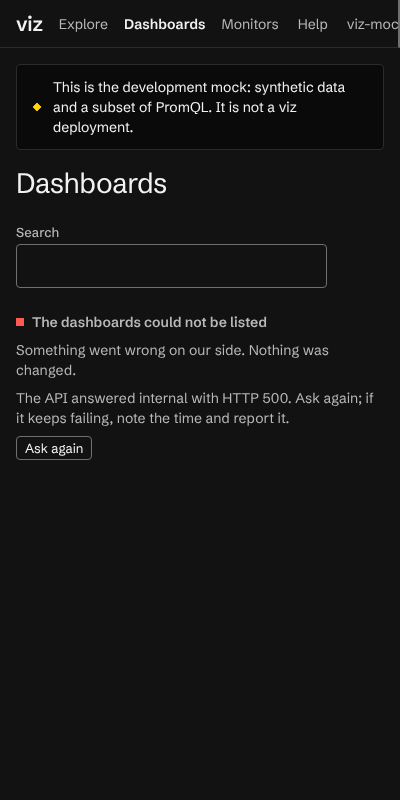 viz Explore Dashboards Monitors Help viz-moc
This is the development mock: synthetic data
and a subset of PromQL. It is not a viz
deployment.
Dashboards
Search
The dashboards could not be listed
Something went wrong on our side. Nothing was
changed.
The API answered internal with HTTP 500. Ask again; if
it keeps failing, note the time and report it.
Ask again